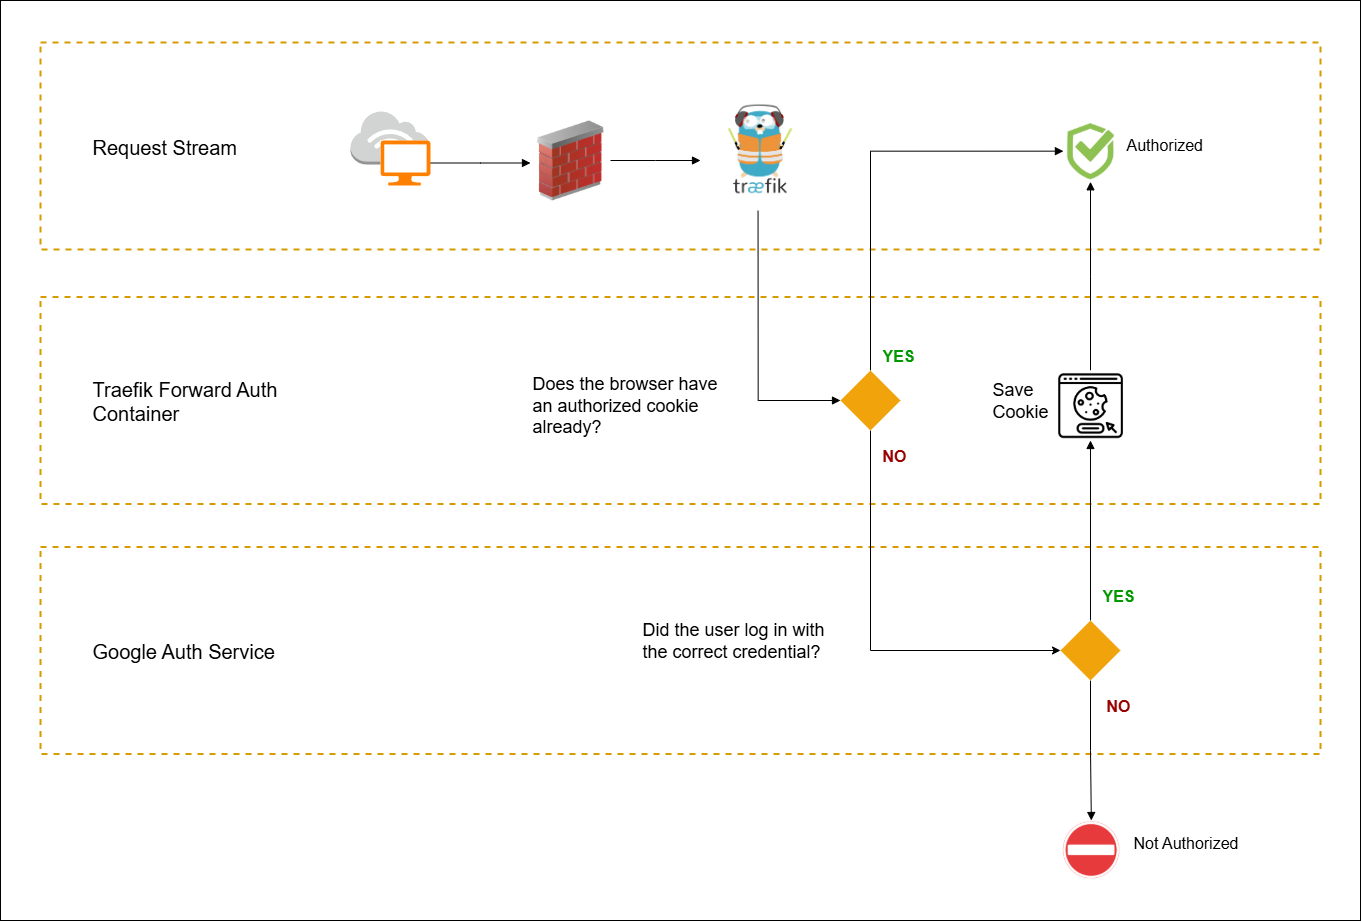 Request Stream
træfik
Authorized
YES
Traefik Forward Auth
Container
Does the browser have
an authorized cookie
already?
Save
Cookie
NO
YES
Google Auth Service
Did the user log in with
the correct credential?
NO
Not Authorized